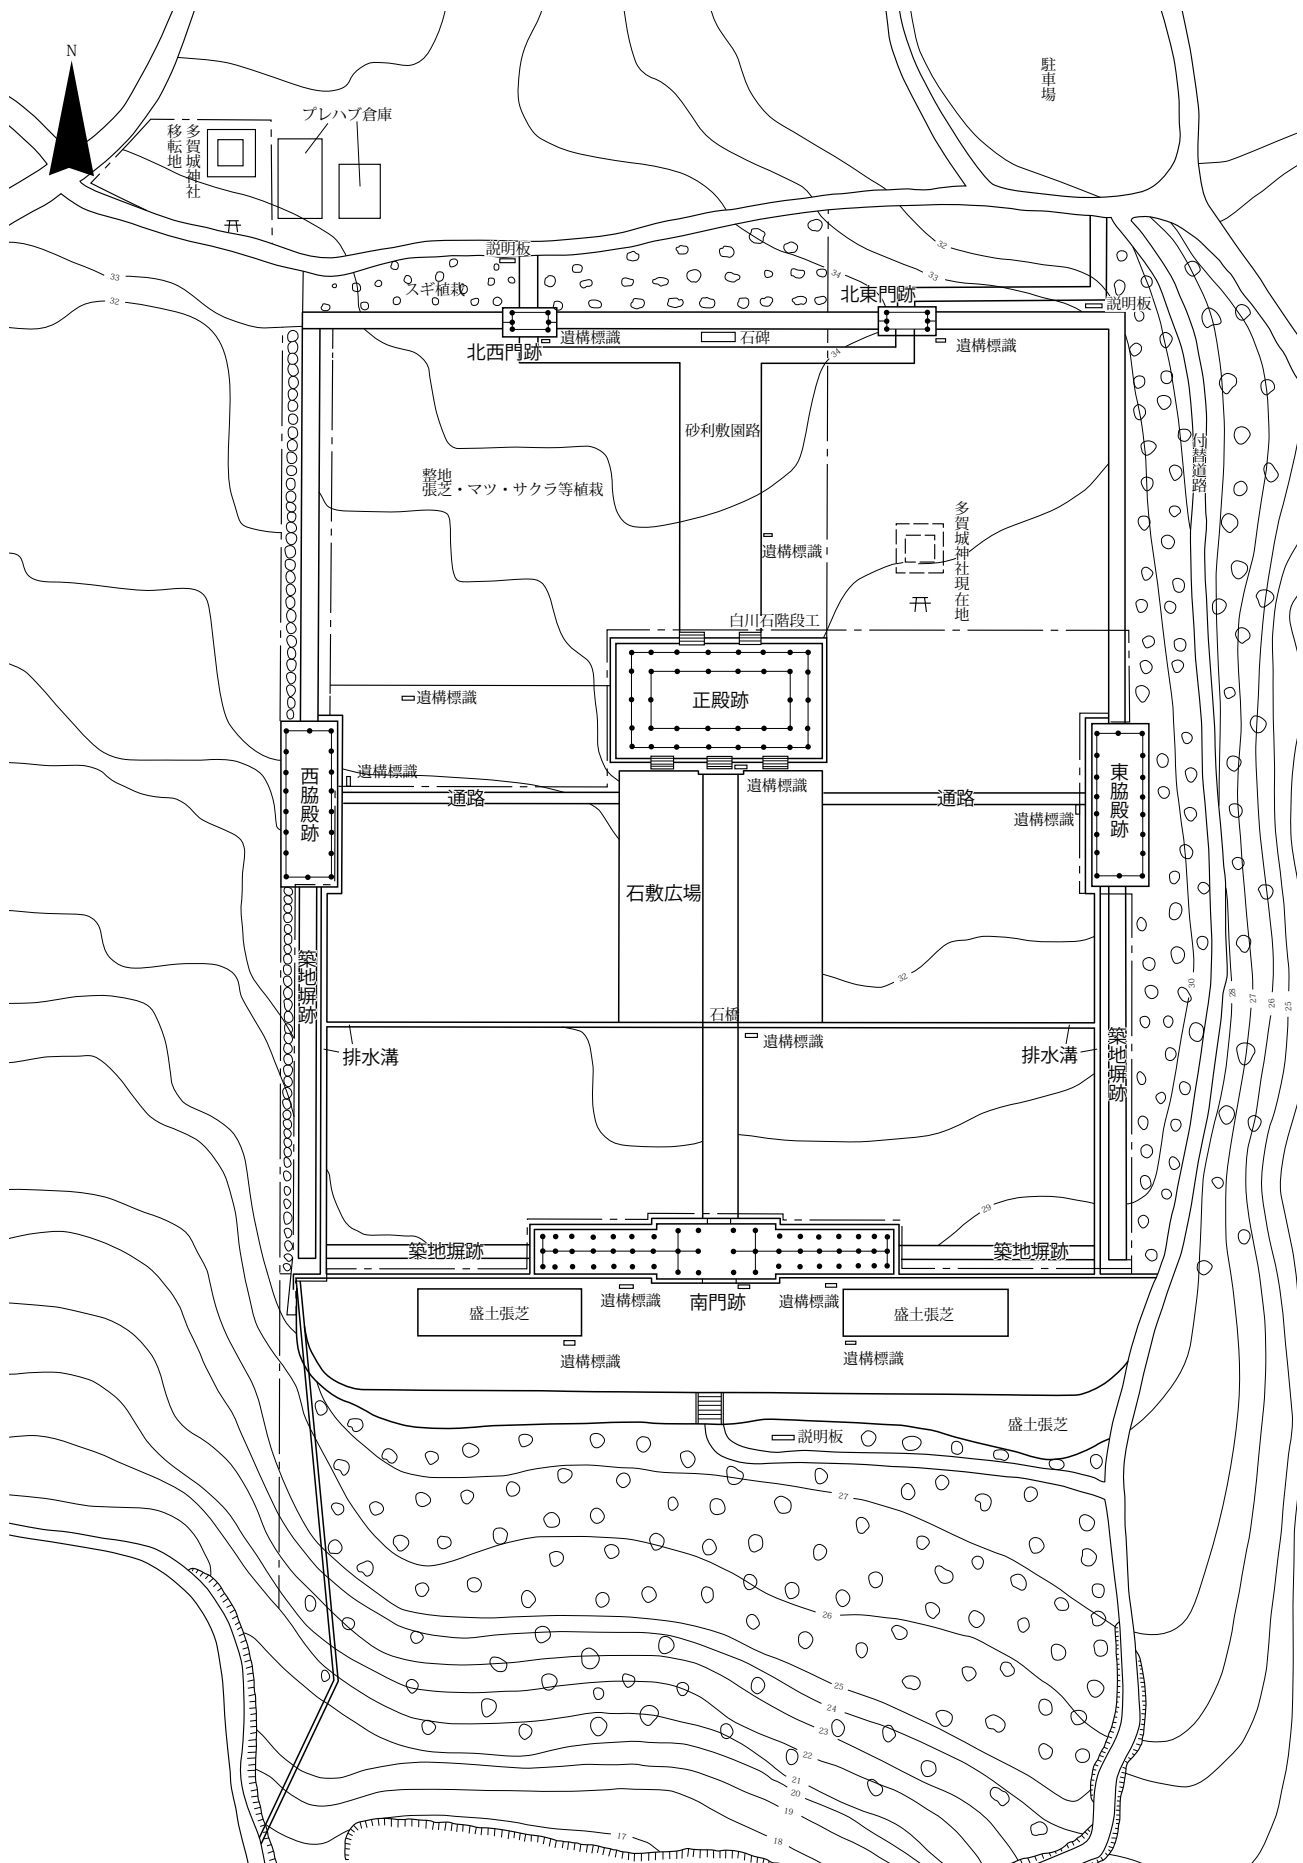 N
駐車場
プレハブ倉庫
多賀城神社
移転地
説明板
スギ植栽
32
33
34
33
32
北東門跡
説明板
遺構標識
石碑
遺構標識
北西門跡
34
砂利敷園路
付替道路
整地
張芝・マツ・サクラ等植栽
多賀城神社現在地
遺構標識
白川石階段工
遺構標識
正殿跡
西脇殿跡
東脇殿跡
遺構標識
遺構標識
通路
通路
遺構標識
石敷広場
築地塀跡
32
30
28
27
26
25
石橋
遺構標識
排水溝
排水溝
築地塀跡
29
築地塀跡
築地塀跡
遺構標識
南門跡
遺構標識
盛土張芝
盛土張芝
遺構標識
遺構標識
盛土張芝
説明板
27
26
25
24
23
22
21
20
19
18
17